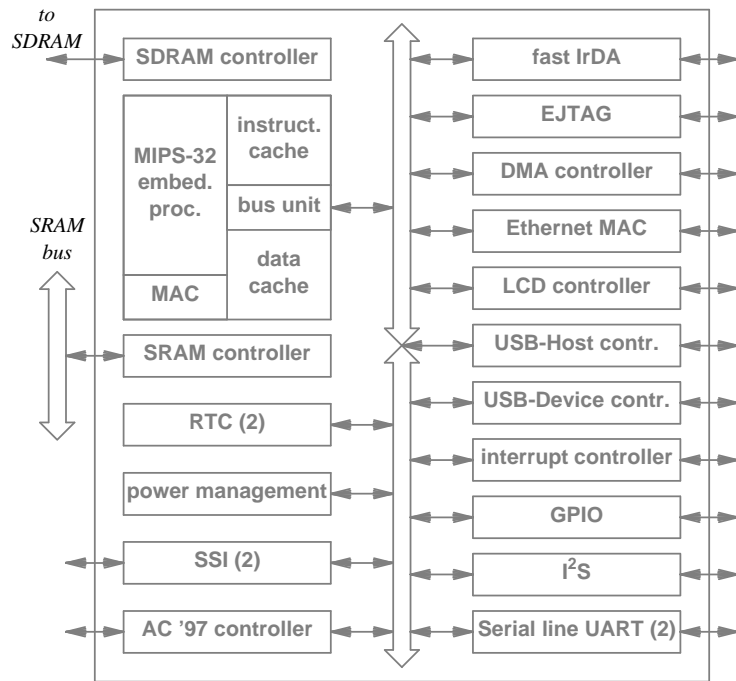 to
SDRAM
SDRAM controller
MIPS-32
embed.
proc.
instruct.
cache
bus unit
data
cache
MAC
SRAM
bus
SRAM controller
RTC (2)
power management
SSI (2)
AC ’97 controller
fast IrDA
EJTAG
DMA controller
Ethernet MAC
LCD controller
USB-Host contr.
USB-Device contr.
interrupt controller
GPIO
I²S
Serial line UART (2)